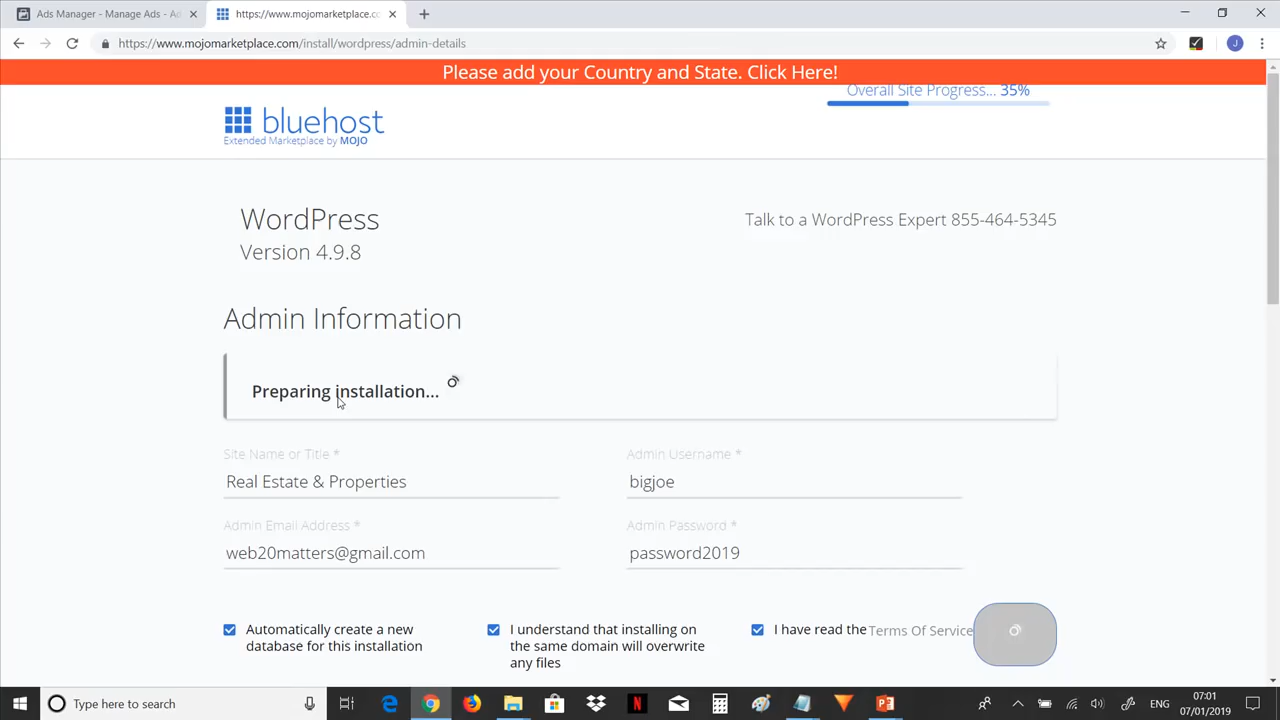 Ads Manager - Manage Ads - Ad
https://www.mojomarketplace.co
https://www.mojomarketplace.com/install/wordpress/admin-details
J
Please add your Country and State. Click Here!
Overall Site Progress... 35%
bluehost
Extended Marketplace by MOJO
WordPress
Version 4.9.8
Talk to a WordPress Expert 855-464-5345
Admin Information
Preparing installation...
Site Name or Title *
Admin Username *
Real Estate & Properties
bigjoe
Admin Email Address *
Admin Password *
web20matters@gmail.com
password2019
Automatically create a new
database for this installation
I understand that installing on
the same domain will overwrite
any files
I have read the Terms Of Service
Type here to search
ENG
07:01
07/01/2019